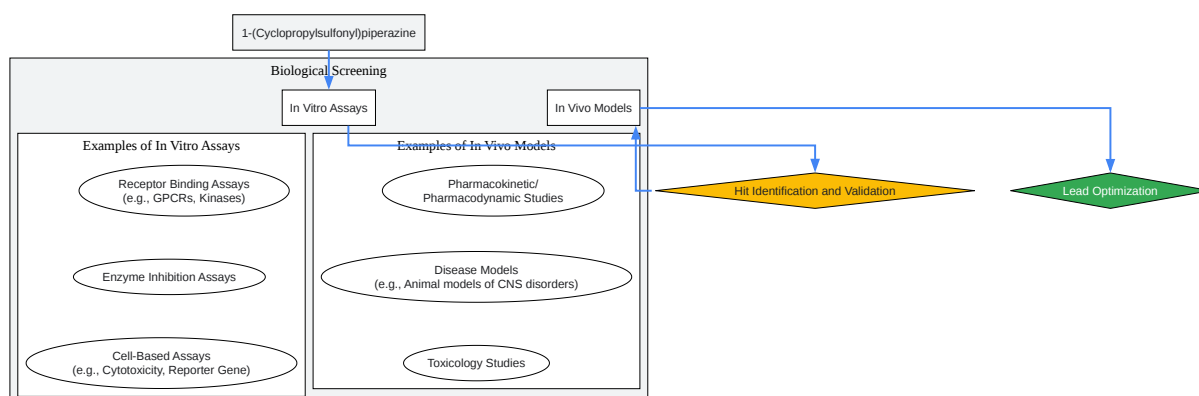 1-(Cyclopropylsulfonyl)piperazine
Biological Screening
In Vitro Assays
In Vivo Models
Examples of In Vitro Assays
Examples of In Vivo Models
Receptor Binding Assays
(e.g., GPCRs, Kinases)
Pharmacokinetic/
Pharmacodynamic Studies
Hit Identification and Validation
Lead Optimization
Enzyme Inhibition Assays
Disease Models
(e.g., Animal models of CNS disorders)
Cell-Based Assays
(e.g., Cytotoxicity, Reporter Gene)
Toxicology Studies